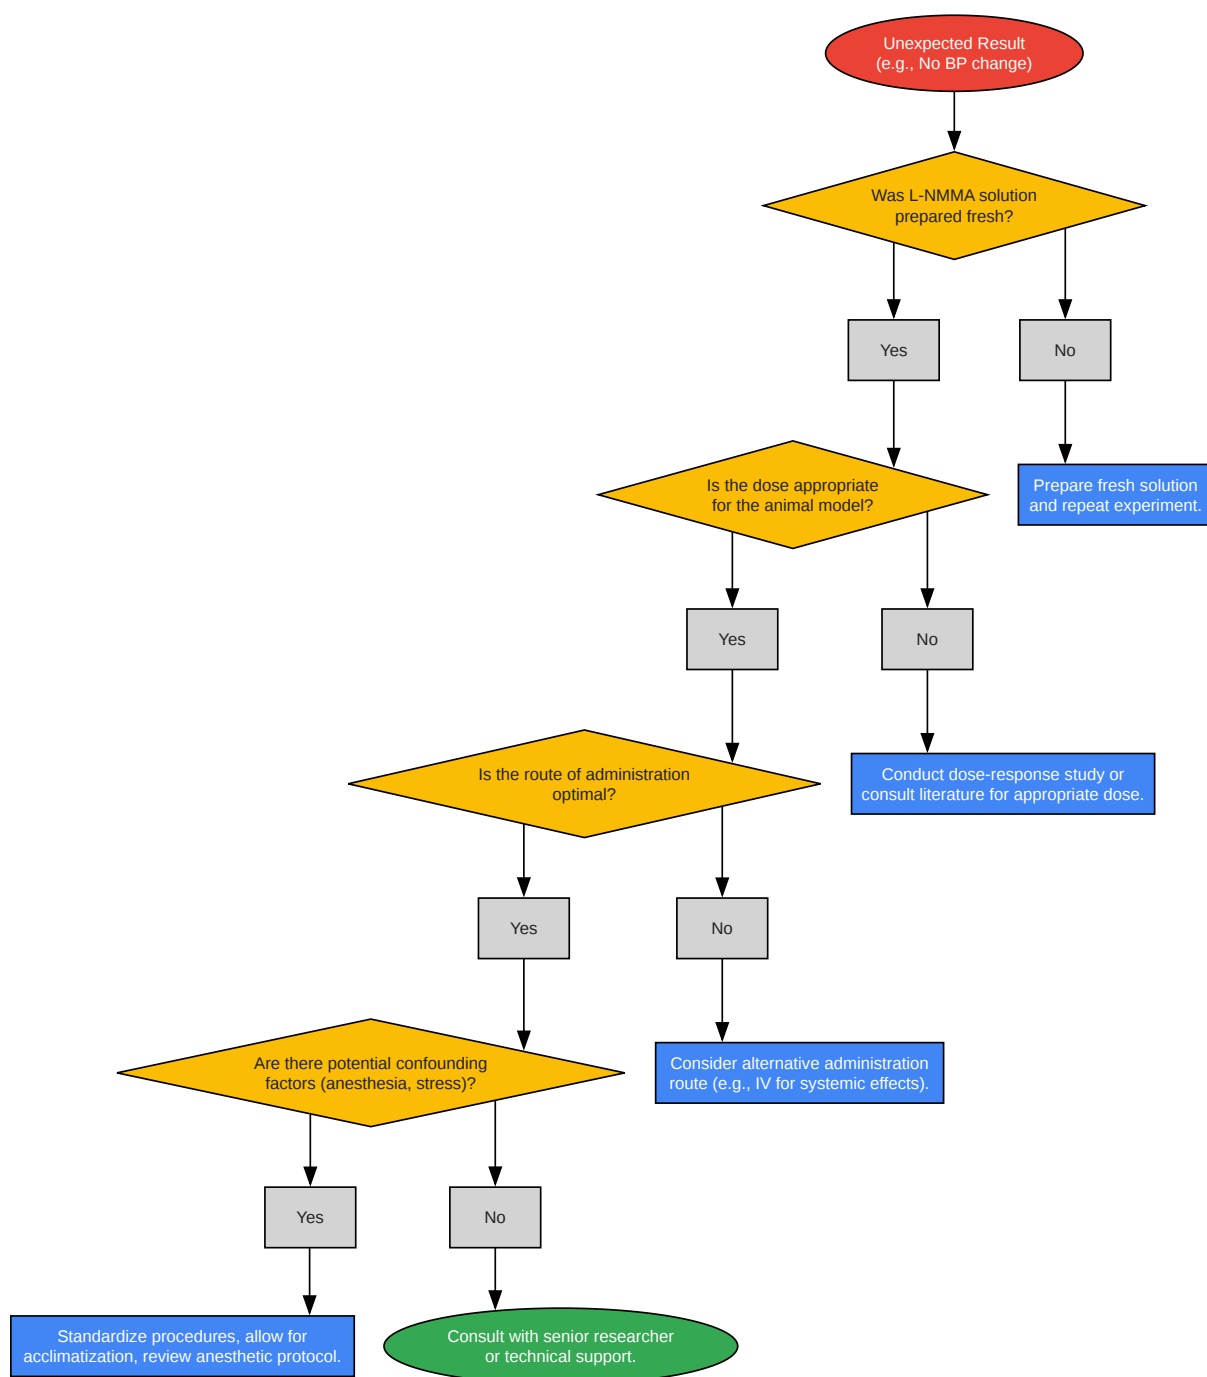 Unexpected Result
(e.g., No BP change)
Was L-NMMA solution
prepared fresh?
Yes
No
Is the dose appropriate
for the animal model?
Prepare fresh solution
and repeat experiment.
Yes
No
Is the route of administration
optimal?
Conduct dose-response study or
consult literature for appropriate dose.
Yes
No
Are there potential confounding
factors (anesthesia, stress)?
Consider alternative administration
route (e.g., IV for systemic effects).
Yes
No
Standardize procedures, allow for
acclimatization, review anesthetic protocol.
Consult with senior researcher
or technical support.